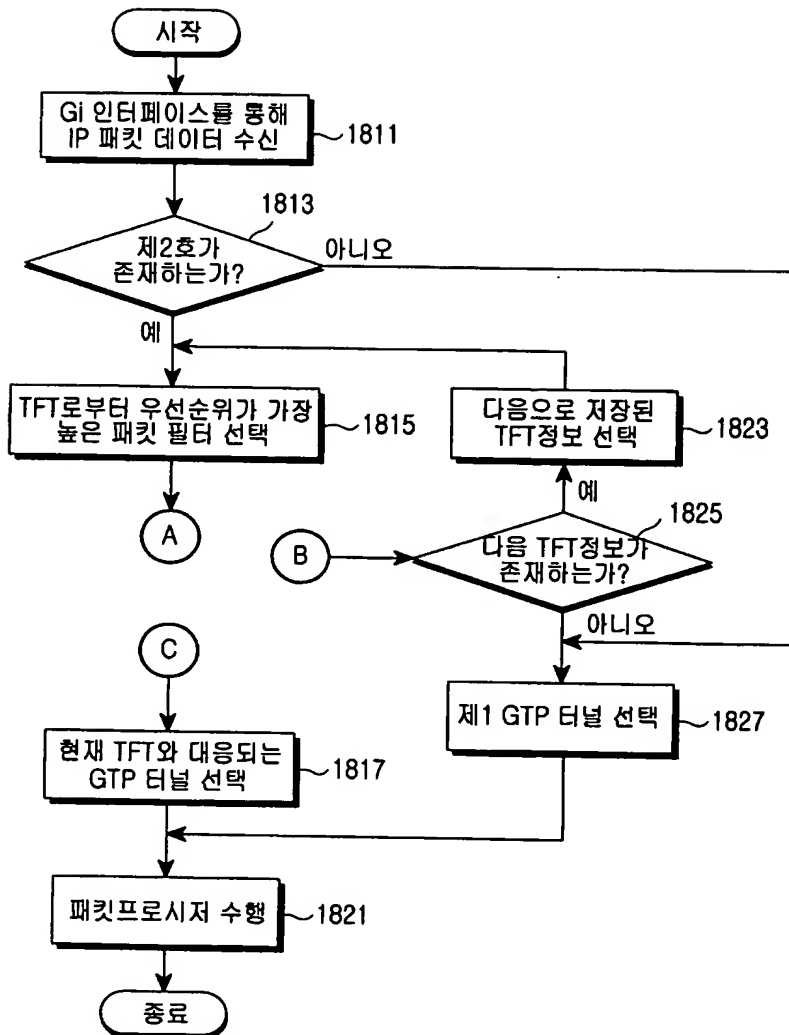 시작
Gi 인터페이스를 통해
IP 패킷 데이터 수신
1811
1813
제2호가
존재하는가?
아니오
예
TFT로부터 우선순위가 가장
높은 패킷 필터 선택
1815
다음으로 저장된
TFT정보 선택
1823
예
A
B
1825
다음 TFT정보가
존재하는가?
아니오
C
제1 GTP 터널 선택
1827
현재 TFT와 대응되는
GTP 터널 선택
1817
패킷프로시저 수행
1821
종료